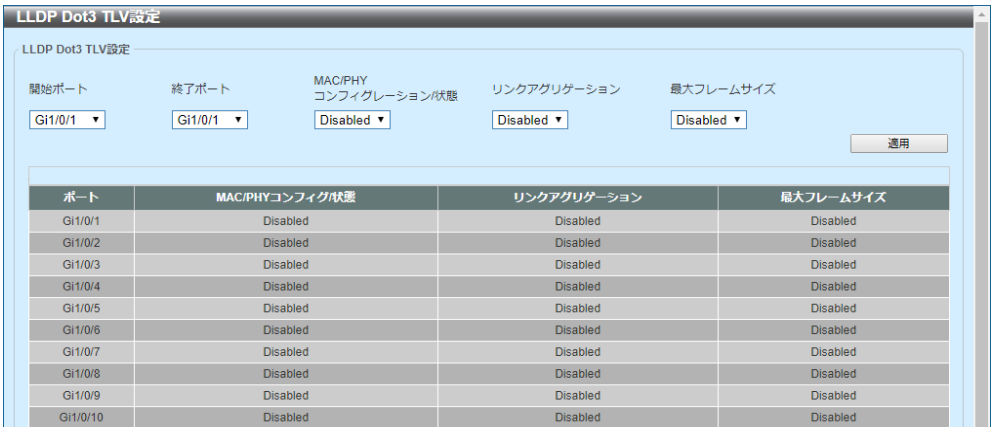 LLDP Dot3 TLV設定
LLDP Dot3 TLV設定
開始ポート 終了ポート MAC/PHY
コンフィグレーション/状態 リンクアグリゲーション 最大フレームサイズ
Gi1/0/1 Gi1/0/1 Disabled Disabled Disabled
適用
ポート MAC/PHYコンフィグ/状態 リンクアグリゲーション 最大フレームサイズ
Gi1/0/1 Disabled Disabled Disabled
Gi1/0/2 Disabled Disabled Disabled
Gi1/0/3 Disabled Disabled Disabled
Gi1/0/4 Disabled Disabled Disabled
Gi1/0/5 Disabled Disabled Disabled
Gi1/0/6 Disabled Disabled Disabled
Gi1/0/7 Disabled Disabled Disabled
Gi1/0/8 Disabled Disabled Disabled
Gi1/0/9 Disabled Disabled Disabled
Gi1/0/10 Disabled Disabled Disabled